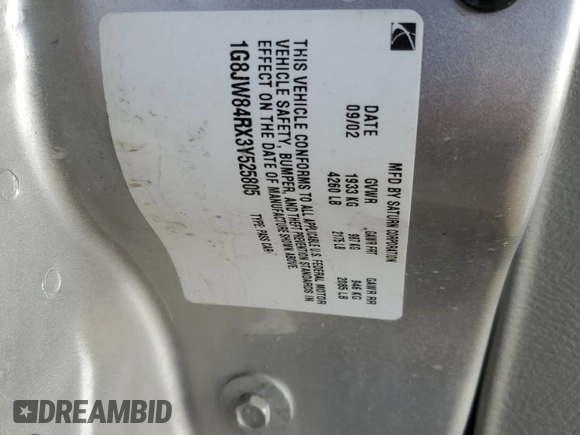 MFD BY SATURN CORPORATION
DATE GVWR GAWR FRT GAWR RR
09/02 1933 KG 987 KG 946 KG
4260 LB 2175 LB 2085 LB
THIS VEHICLE CONFORMS TO ALL APPLICABLE U.S. FEDERAL MOTOR
VEHICLE SAFETY, BUMPER, AND THEFT PREVENTION STANDARDS IN
EFFECT ON THE DATE OF MANUFACTURE SHOWN ABOVE.
1G8JW84RX3Y525805 TYPE: PASS CAR
DREAMBID